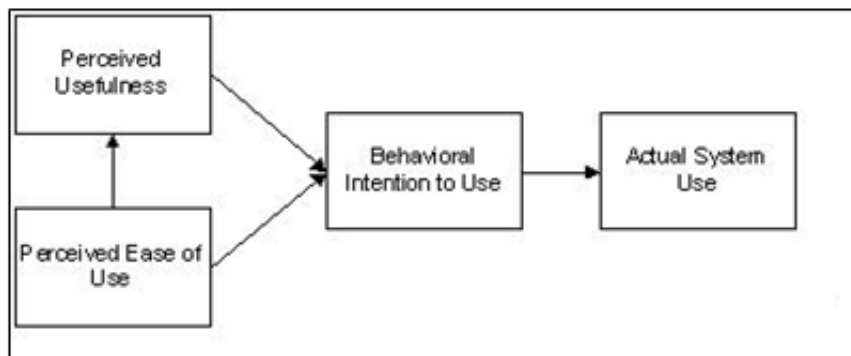 Perceived
Usefulness
Behavioral
Intention to Use
Actual System
Use
Perceived Ease of
Use